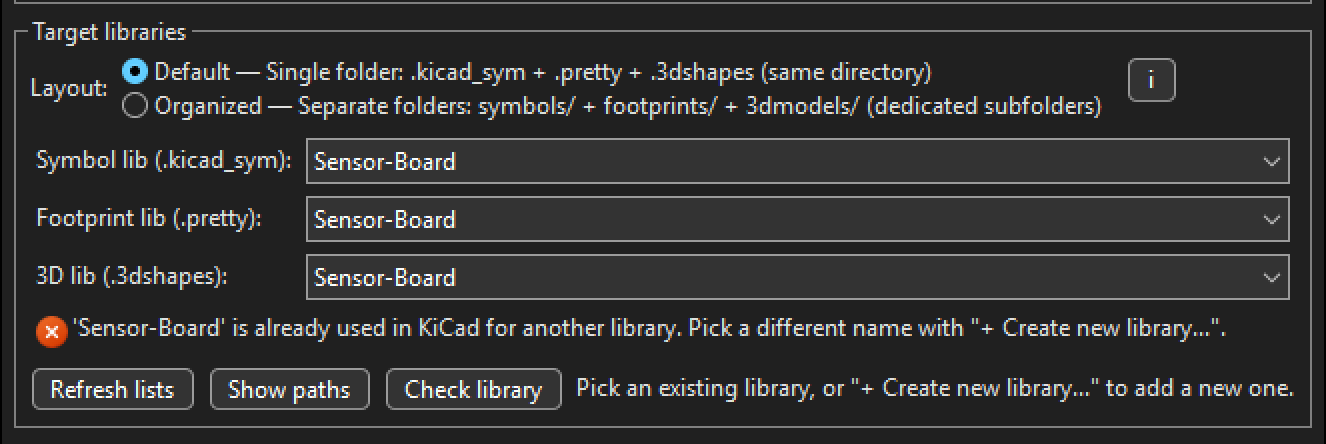 Target libraries
Layout:
Default — Single folder: .kicad_sym + .pretty + .3dshapes (same directory)
i
Organized — Separate folders: symbols/ + footprints/ + 3dmodels/ (dedicated subfolders)
Symbol lib (.kicad_sym): Sensor-Board
Footprint lib (.pretty): Sensor-Board
3D lib (.3dshapes): Sensor-Board
'Sensor-Board' is already used in KiCad for another library. Pick a different name with "+ Create new library...".
Refresh lists Show paths Check library Pick an existing library, or "+ Create new library..." to add a new one.